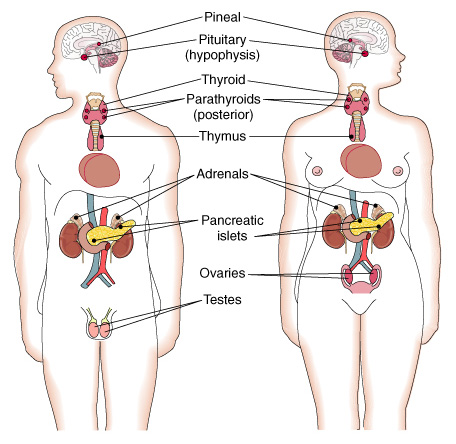 Pineal
Pituitary
(hypophysis)
Thyroid
Parathyroids
(posterior)
Thymus
Adrenals
Pancreatic
islets
Ovaries
Testes